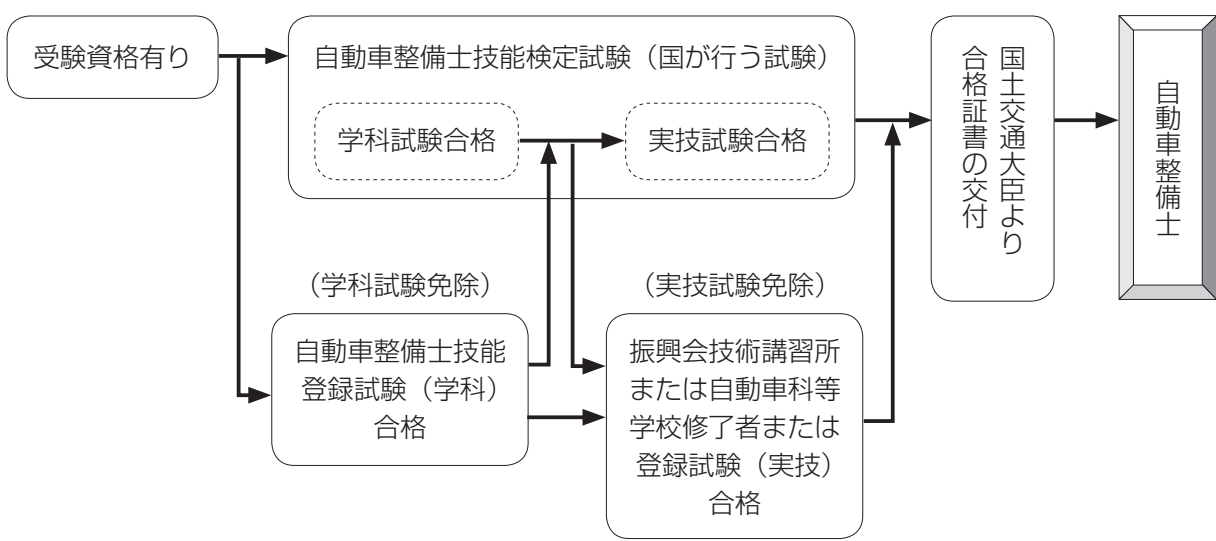 受験資格有り
自動車整備士技能検定試験（国が行う試験）
学科試験合格
実技試験合格
（学科試験免除）
自動車整備士技能
登録試験（学科）
合格
（実技試験免除）
振興会技術講習所
または自動車科等
学校修了者または
登録試験（実技）
合格
国土交通大臣より
合格証書の交付
自動車整備士